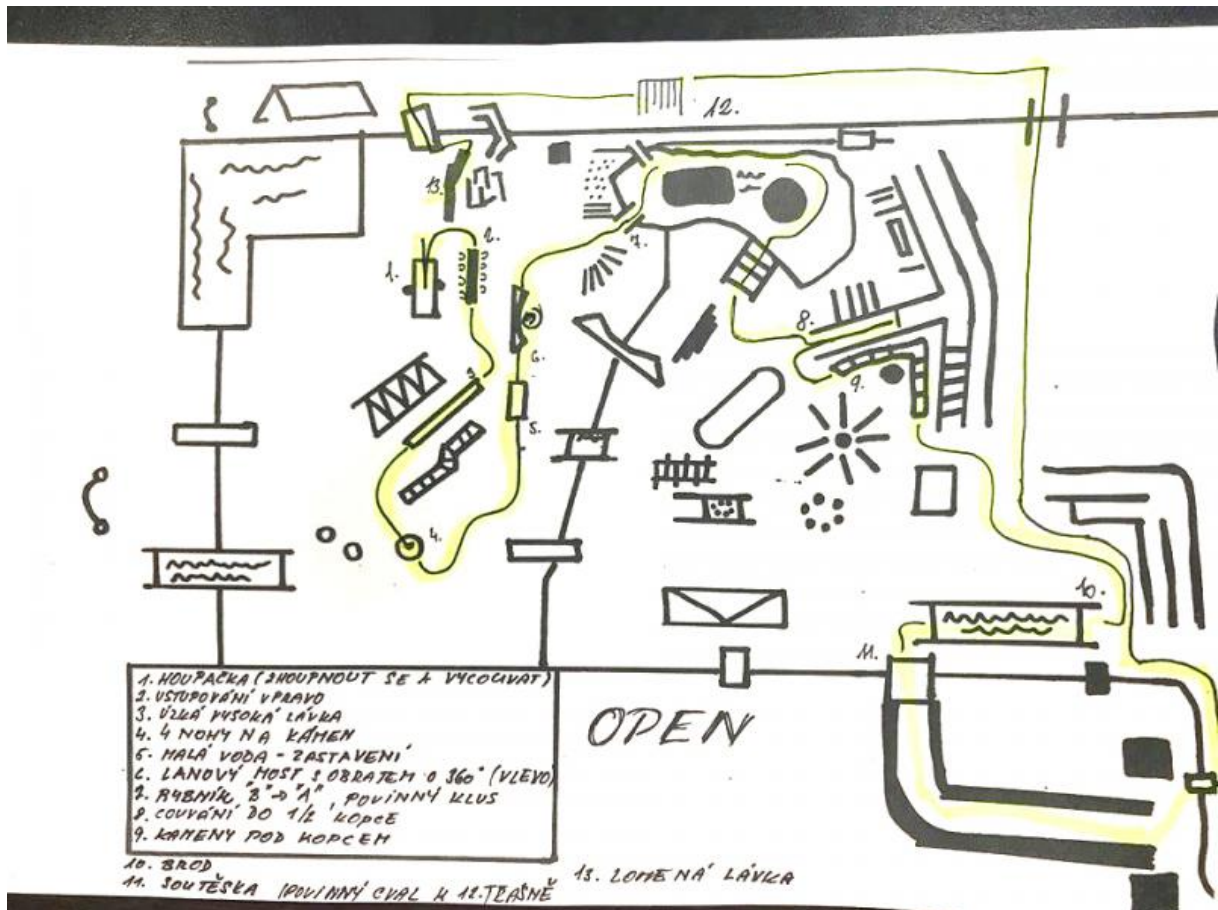 12.
13.
2.
1.
7.
8.
6.
3.
9.
5.
4.
10.
11.
OPEN
1. HOUPAČKA (ZHOUPNOUT SE A VYCOUVAT)
2. USTUPOVÁNÍ VPRAVO
3. ÚZKÁ VYSOKÁ LÁVKA
4. 4 NOHY NA KÁMEN
5. MALÁ VODA - ZASTAVENÍ
6. LANOVÝ MOST S OBRATEM O 360° (VLEVO)
7. RYBNÍK "B" → "A", POVINNÝ KLUS
8. COUVÁNÍ DO 1/2 KOPCE
9. KAMENY POD KOPCEM
10. BROD
11. SOUTĚSKA (POVINNÝ CVAL K 12. TŘÁSNĚ
13. LOMENÁ LÁVKA